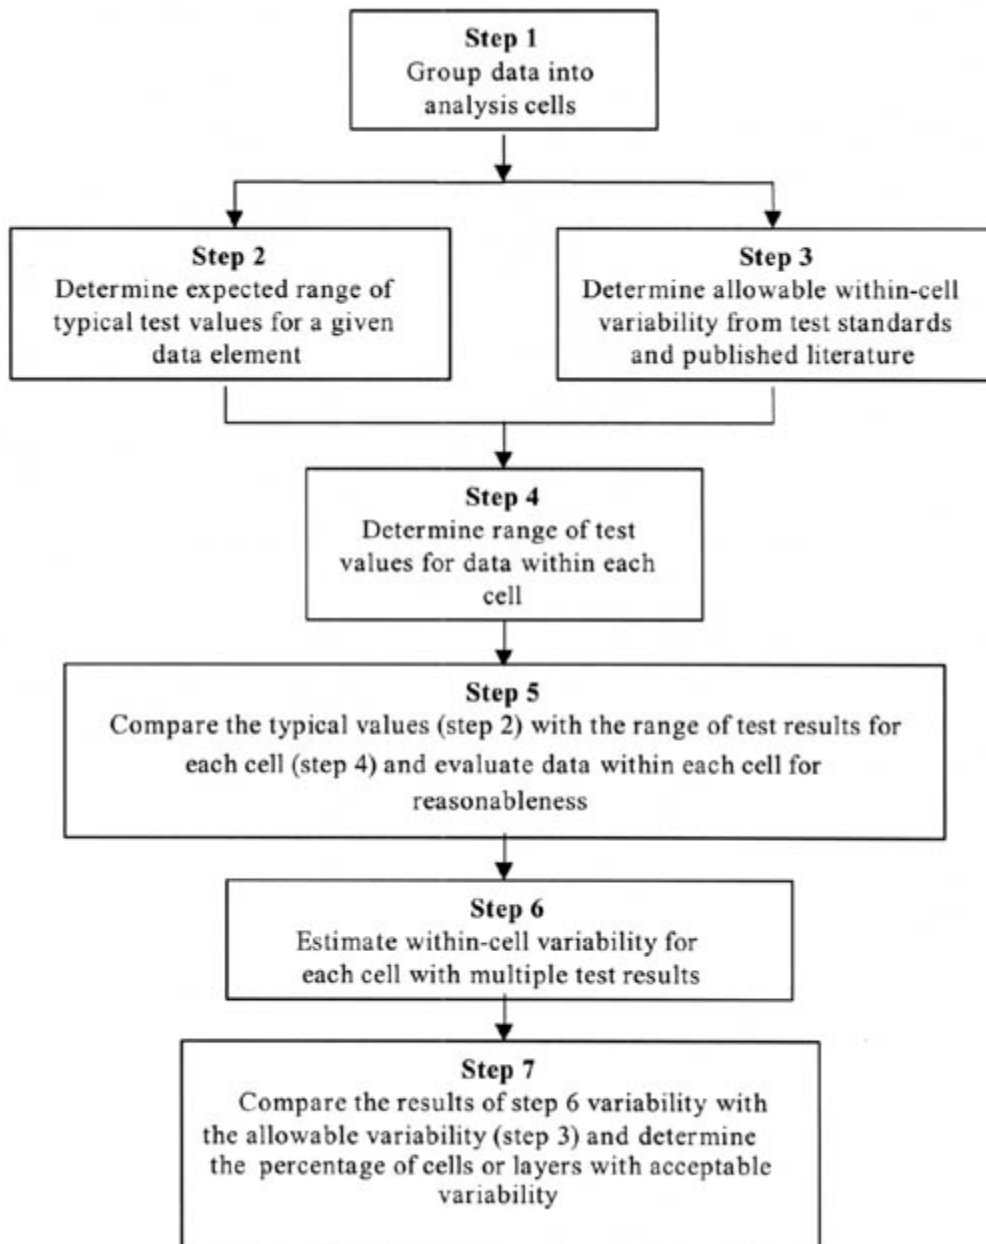 Step 1
Group data into
analysis cells
Step 2
Determine expected range of
typical test values for a given
data element
Step 3
Determine allowable within-cell
variability from test standards
and published literature
Step 4
Determine range of test
values for data within each
cell
Step 5
Compare the typical values (step 2) with the range of test results for
each cell (step 4) and evaluate data within each cell for
reasonableness
Step 6
Estimate within-cell variability for
each cell with multiple test results
Step 7
Compare the results of step 6 variability with
the allowable variability (step 3) and determine
the percentage of cells or layers with acceptable
variability